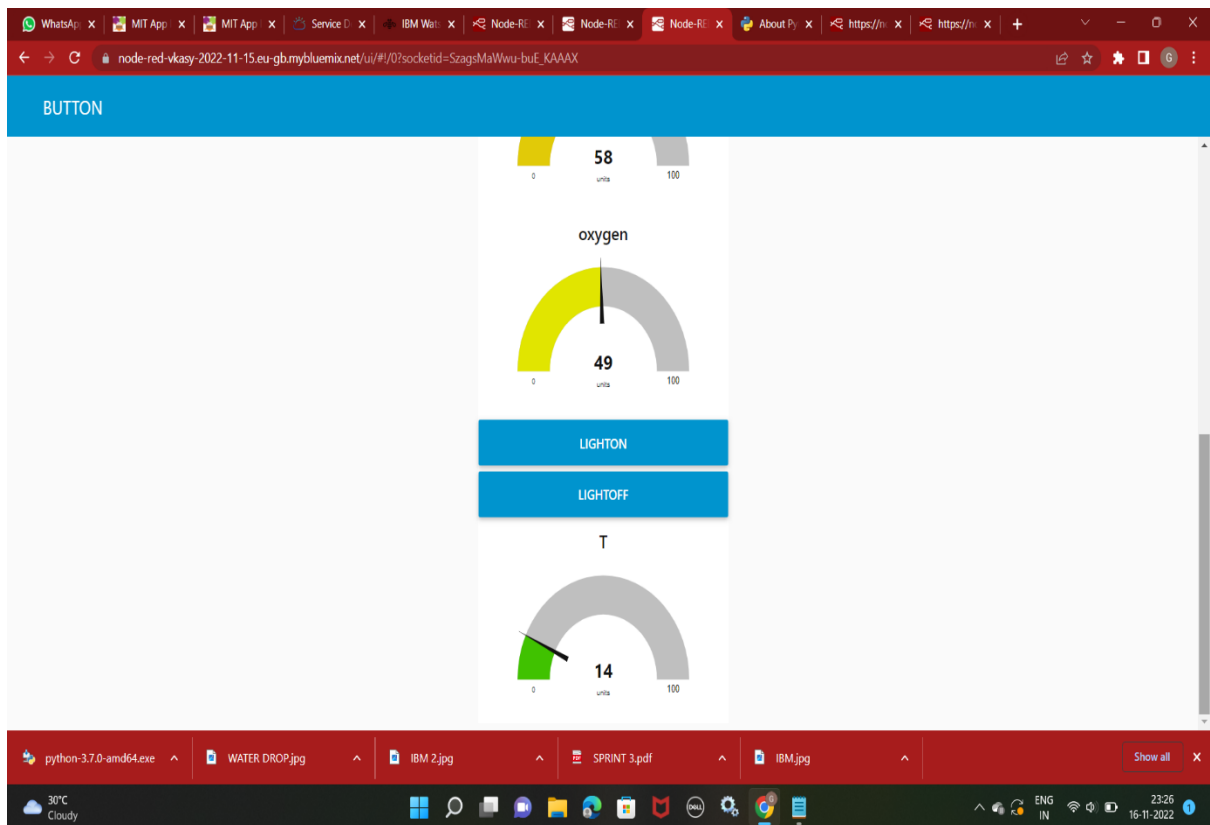 WhatsAp
MIT App I
MIT App I
Service D
IBM Wats
Node-RE
Node-RE
Node-RE
About Py
https://n
https://n
node-red-vkasy-2022-11-15.eu-gb.mybluemix.net/ui/#!/0?socketid=SzagsMaWwu-buE_KAAAX
G
BUTTON
58
0 units 100
oxygen
49
0 units 100
LIGHTON
LIGHTOFF
T
14
0 units 100
python-3.7.0-amd64.exe
WATER DROP.jpg
IBM 2.jpg
SPRINT 3.pdf
IBM.jpg
Show all
30°C
Cloudy
DELL
ENG
IN
23:26
16-11-2022
1